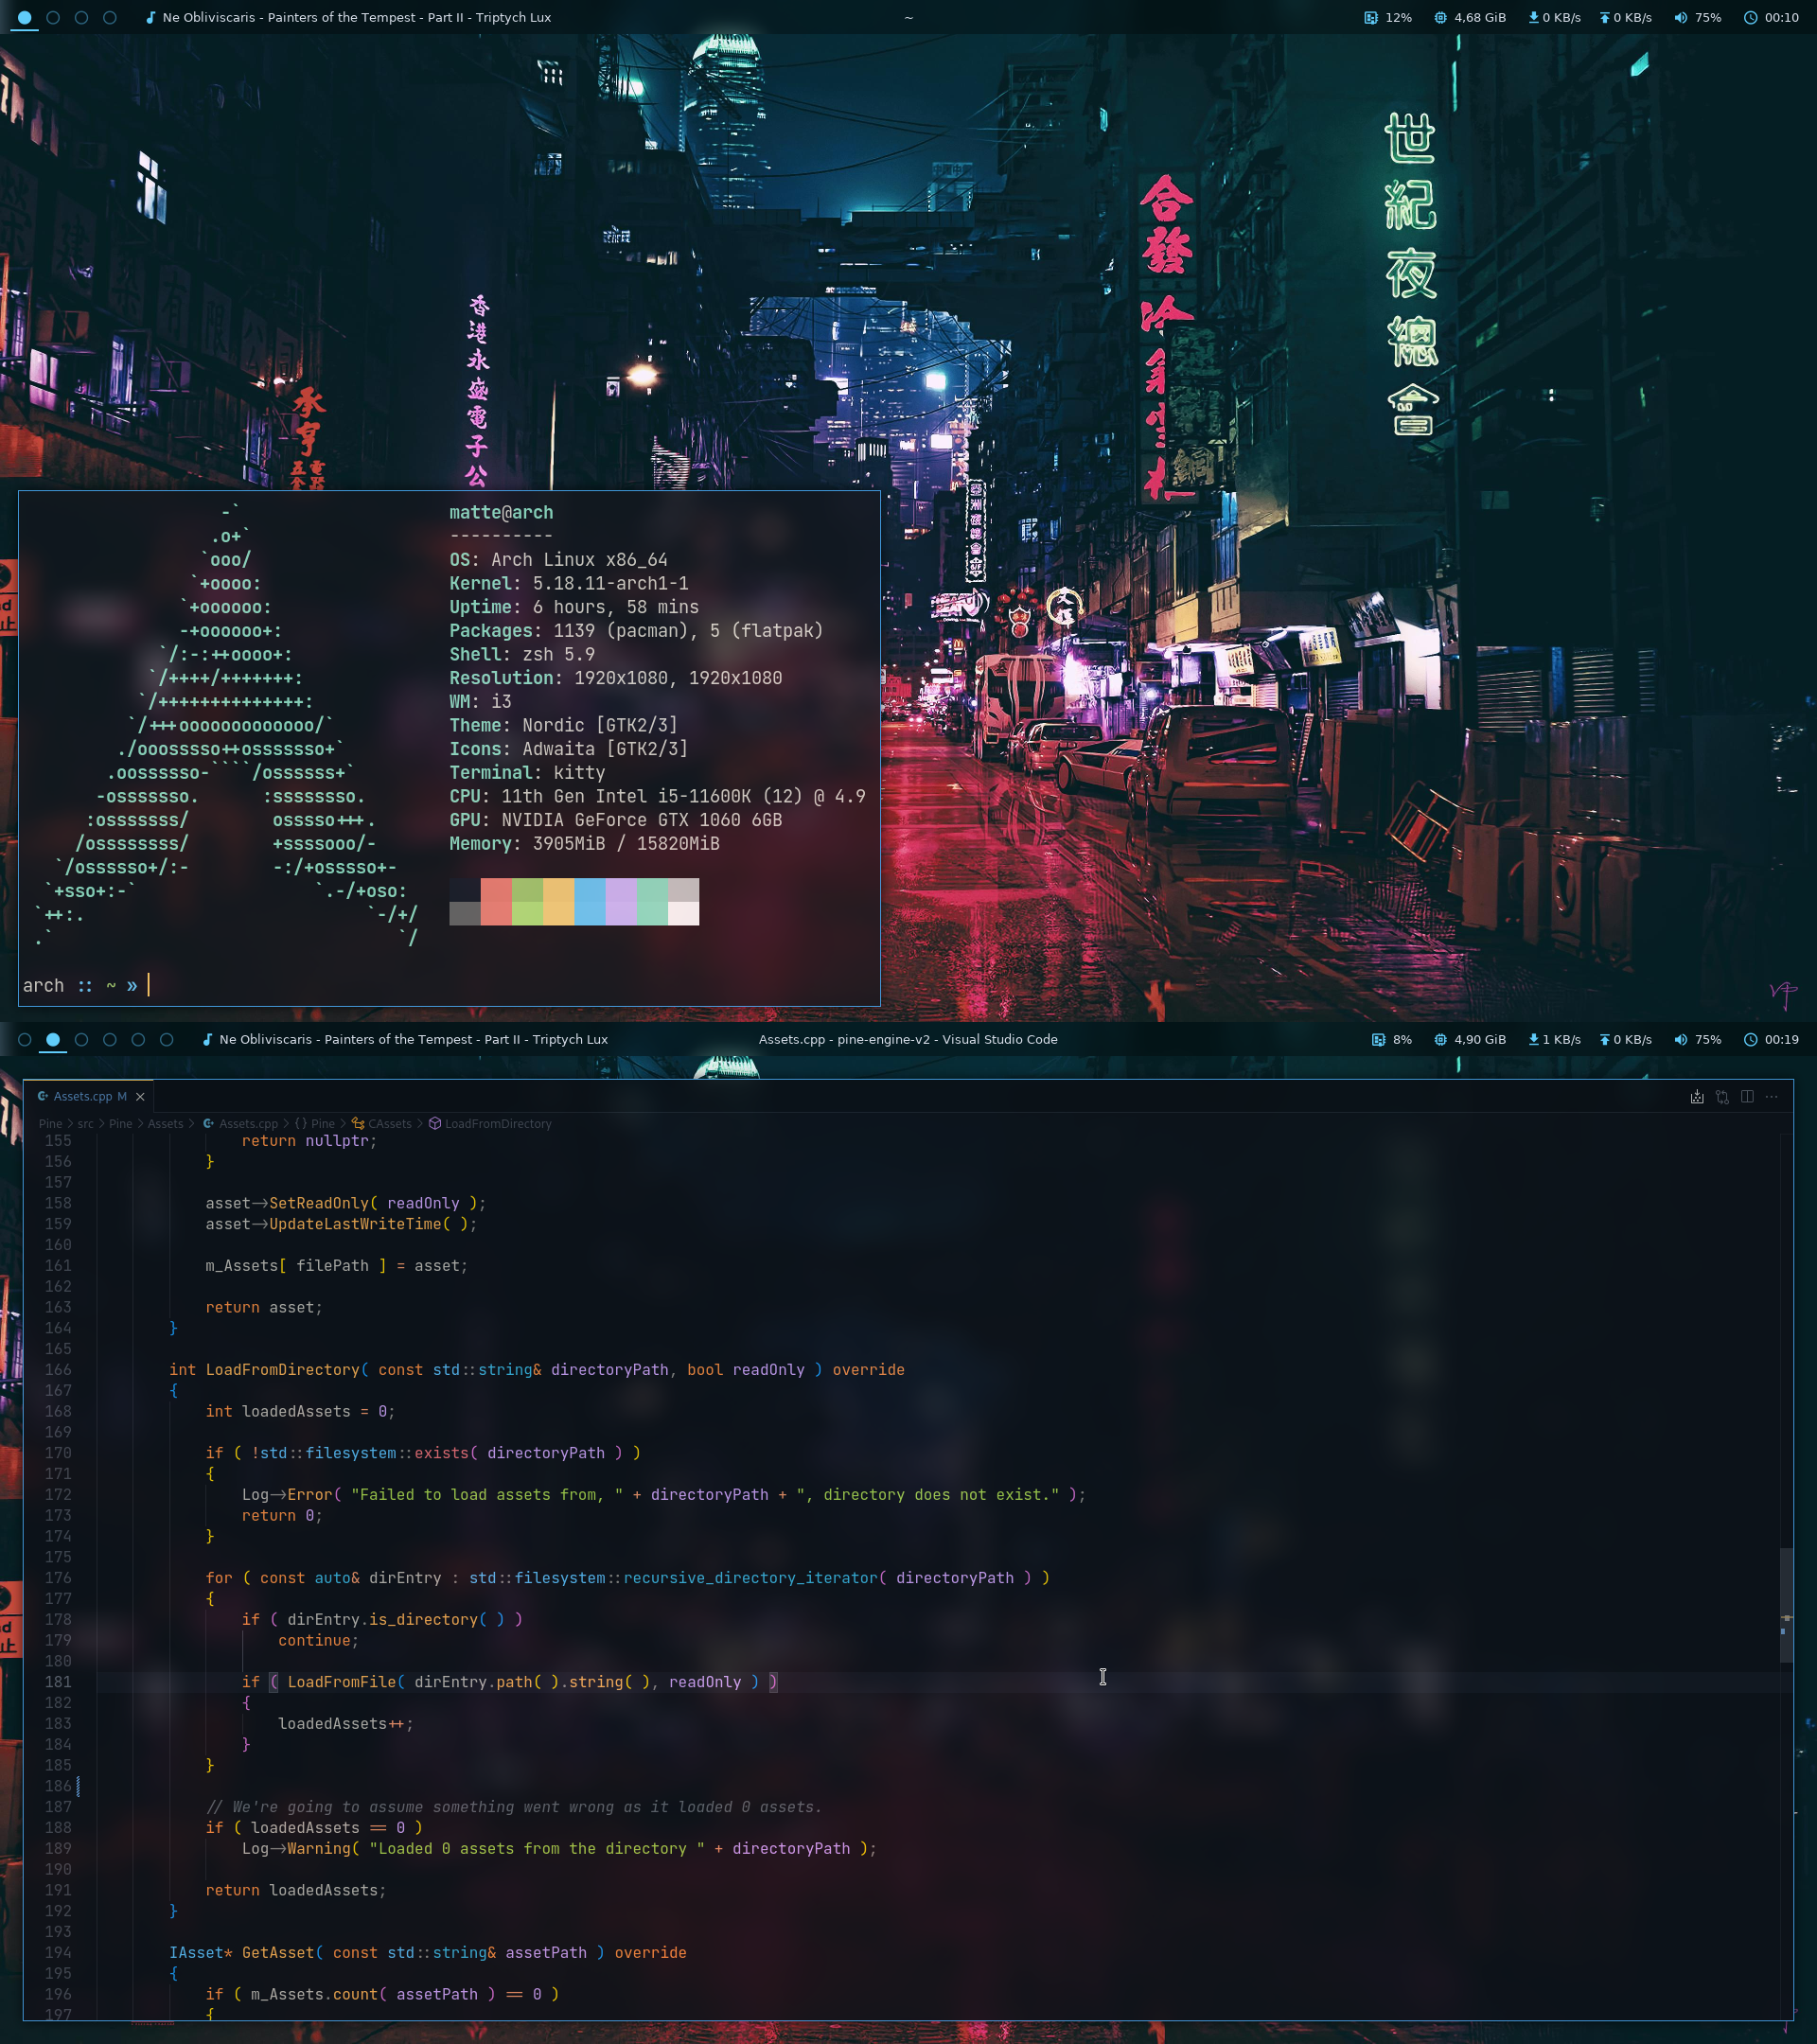 Ne Obliviscaris - Painters of the Tempest - Part II - Triptych Lux
~
12% 4,68 GiB 0 KB/s 0 KB/s 75% 00:10
世紀夜總會
合發
香港永盛電子公
承亨
matte@arch
----------
OS: Arch Linux x86_64
Kernel: 5.18.11-arch1-1
Uptime: 6 hours, 58 mins
Packages: 1139 (pacman), 5 (flatpak)
Shell: zsh 5.9
Resolution: 1920x1080, 1920x1080
WM: i3
Theme: Nordic [GTK2/3]
Icons: Adwaita [GTK2/3]
Terminal: kitty
CPU: 11th Gen Intel i5-11600K (12) @ 4.9
GPU: NVIDIA GeForce GTX 1060 6GB
Memory: 3905MiB / 15820MiB
arch :: ~ »
Ne Obliviscaris - Painters of the Tempest - Part II - Triptych Lux
Assets.cpp - pine-engine-v2 - Visual Studio Code
8% 4,90 GiB 1 KB/s 0 KB/s 75% 00:19
Assets.cpp M
Pine > src > Pine > Assets > Assets.cpp > {} Pine > CAssets > LoadFromDirectory
155 return nullptr;
156 }
157
158 asset->SetReadOnly( readOnly );
159 asset->UpdateLastWriteTime( );
160
161 m_Assets[ filePath ] = asset;
162
163 return asset;
164 }
165
166 int LoadFromDirectory( const std::string& directoryPath, bool readOnly ) override
167 {
168 int loadedAssets = 0;
169
170 if ( !std::filesystem::exists( directoryPath ) )
171 {
172 Log->Error( "Failed to load assets from, " + directoryPath + ", directory does not exist." );
173 return 0;
174 }
175
176 for ( const auto& dirEntry : std::filesystem::recursive_directory_iterator( directoryPath ) )
177 {
178 if ( dirEntry.is_directory( ) )
179 continue;
180
181 if ( LoadFromFile( dirEntry.path( ).string( ), readOnly ) )
182 {
183 loadedAssets++;
184 }
185 }
186
187 // We're going to assume something went wrong as it loaded 0 assets.
188 if ( loadedAssets == 0 )
189 Log->Warning( "Loaded 0 assets from the directory " + directoryPath );
190
191 return loadedAssets;
192 }
193
194 IAsset* GetAsset( const std::string& assetPath ) override
195 {
196 if ( m_Assets.count( assetPath ) == 0 )
197 {